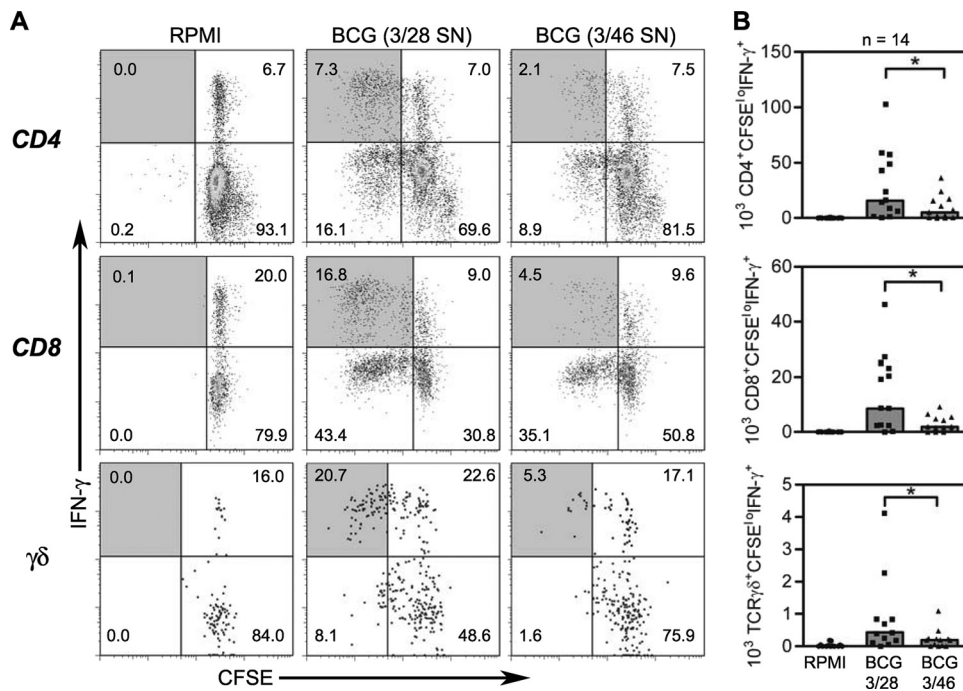 A
RPMI
BCG (3/28 SN)
BCG (3/46 SN)
CD4
0.0 6.7
0.2 93.1
7.3 7.0
16.1 69.6
2.1 7.5
8.9 81.5
CD8
0.1 20.0
0.0 79.9
16.8 9.0
43.4 30.8
4.5 9.6
35.1 50.8
γδ
0.0 16.0
0.0 84.0
20.7 22.6
8.1 48.6
5.3 17.1
1.6 75.9
IFN-γ
CFSE
B
n = 14
10³ CD4⁺CFSEˡᵒIFN-γ⁺
150
100
50
0
*
10³ CD8⁺CFSEˡᵒIFN-γ⁺
60
40
20
0
*
10³ TCRγδ⁺CFSEˡᵒIFN-γ⁺
5
4
3
2
1
0
*
RPMI BCG BCG
3/28 3/46